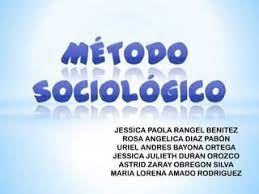 MÉTODO
SOCIOLÓGICO
JESSICA PAOLA RANGEL BENITEZ
ROSA ANGELICA DIAZ PABÓN
URIEL ANDRES BAYONA ORTEGA
JESSICA JULIETH DURAN OROZCO
ASTRID ZARAY OBREGON SILVA
MARIA LORENA AMADO RODRIGUEZ